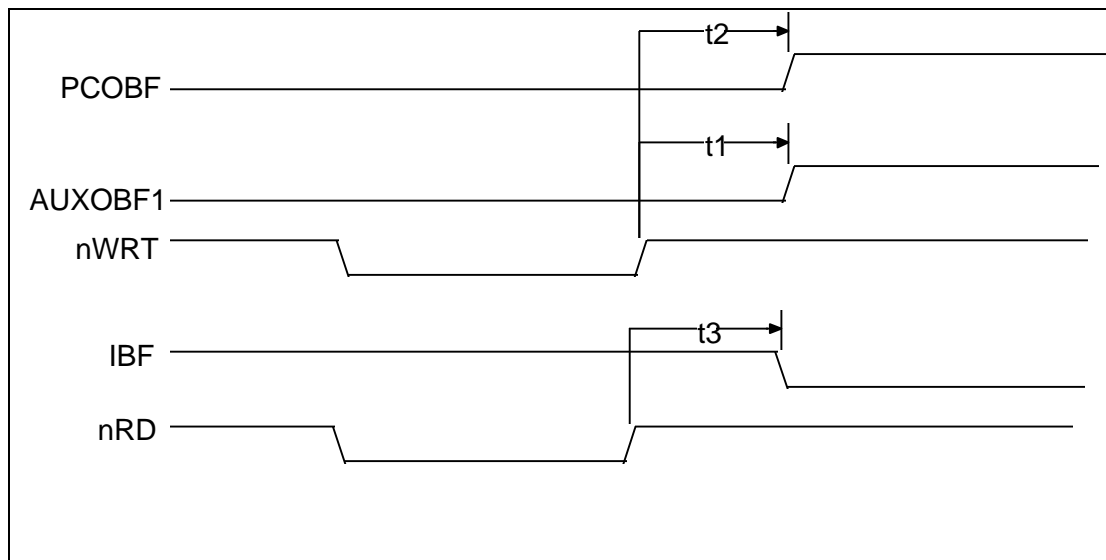 t2
PCOBF
t1
AUXOBF1
nWRT
t3
IBF
nRD